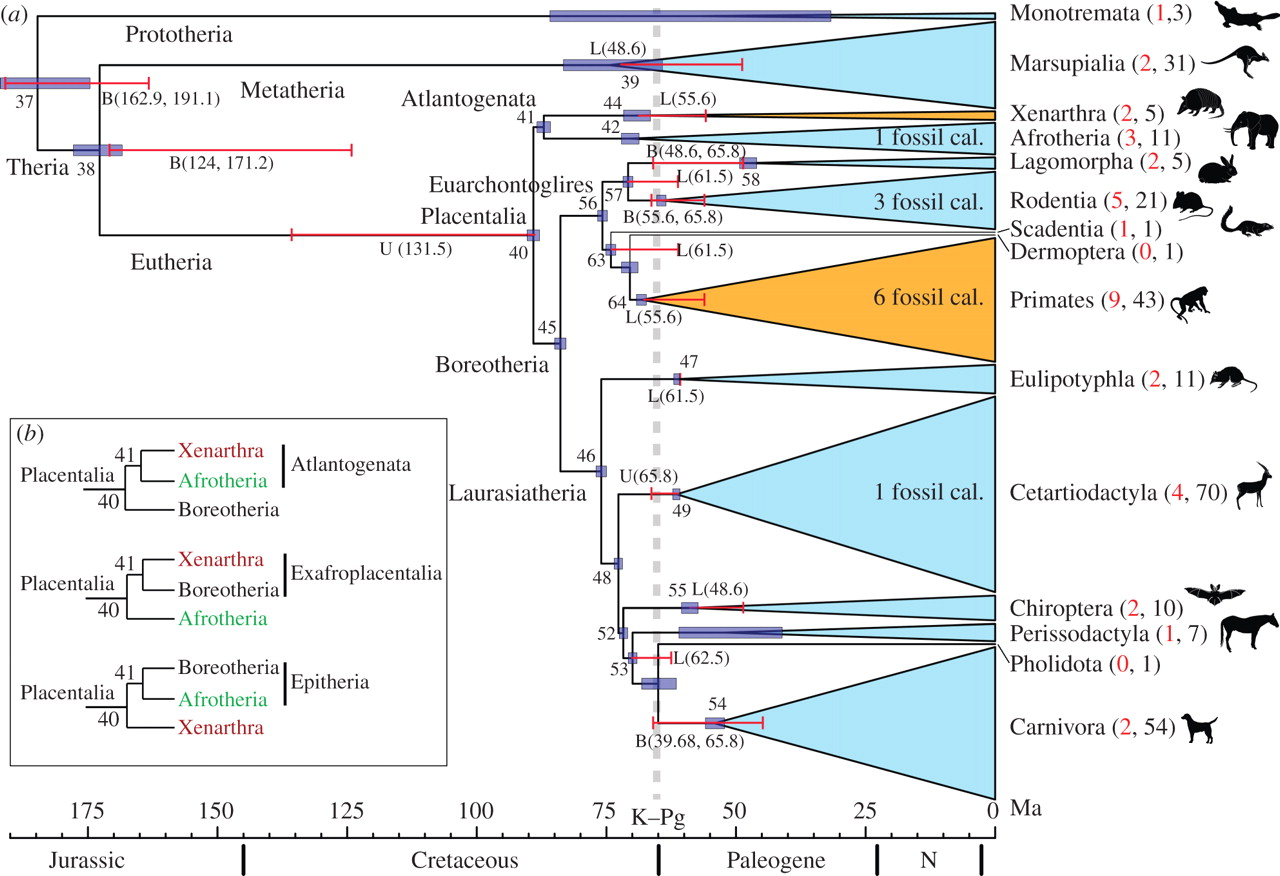 (a)
Prototheria
Monotremata (1,3)
L(48.6)
39
Metatheria
Marsupialia (2, 31)
37
B(162.9, 191.1)
Atlantogenata
41
44
L(55.6)
Xenarthra (2, 5)
42
1 fossil cal.
Afrotheria (3, 11)
Theria 38
B(124, 171.2)
B(48.6, 65.8)
58
Lagomorpha (2, 5)
Euarchontoglires
57
L(61.5)
56
3 fossil cal.
Rodentia (5, 21)
Placentalia
B(55.6, 65.8)
Scadentia (1, 1)
U (131.5)
40
Eutheria
63
L(61.5)
Dermoptera (0, 1)
64
L(55.6)
6 fossil cal.
Primates (9, 43)
45
Boreotheria
47
L(61.5)
Eulipotyphla (2, 11)
46
Laurasiatheria
U(65.8)
49
1 fossil cal.
Cetartiodactyla (4, 70)
48
55 L(48.6)
Chiroptera (2, 10)
52
Perissodactyla (1, 7)
53
L(62.5)
Pholidota (0, 1)
54
B(39.68, 65.8)
Carnivora (2, 54)
(b)
Placentalia
40
41
Xenarthra
Afrotheria
Boreotheria
Atlantogenata
Placentalia
40
41
Xenarthra
Boreotheria
Afrotheria
Exafroplacentalia
Placentalia
40
41
Boreotheria
Afrotheria
Xenarthra
Epitheria
175 150 125 100 75 K–Pg 50 25 0 Ma
Jurassic Cretaceous Paleogene N